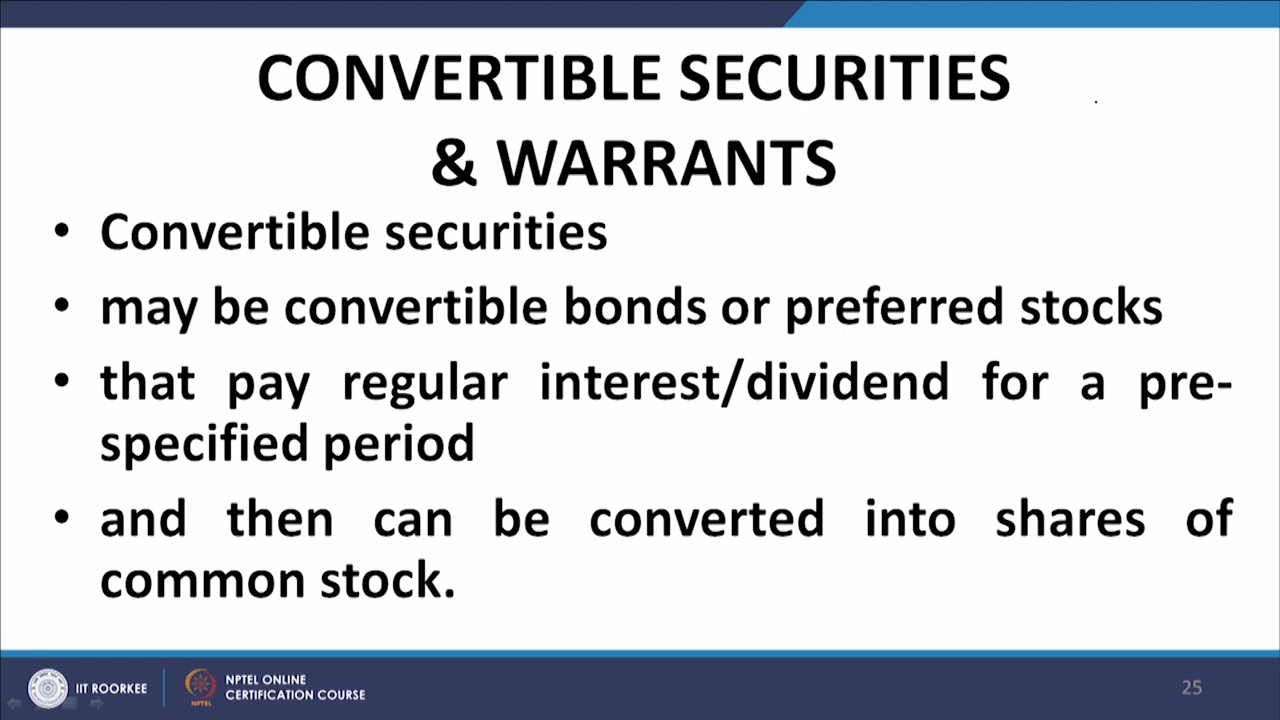 CONVERTIBLE SECURITIES
& WARRANTS
• Convertible securities
• may be convertible bonds or preferred stocks
• that pay regular interest/dividend for a pre-
specified period
• and then can be converted into shares of
common stock.
IIT ROORKEE
NPTEL
NPTEL ONLINE
CERTIFICATION COURSE
25